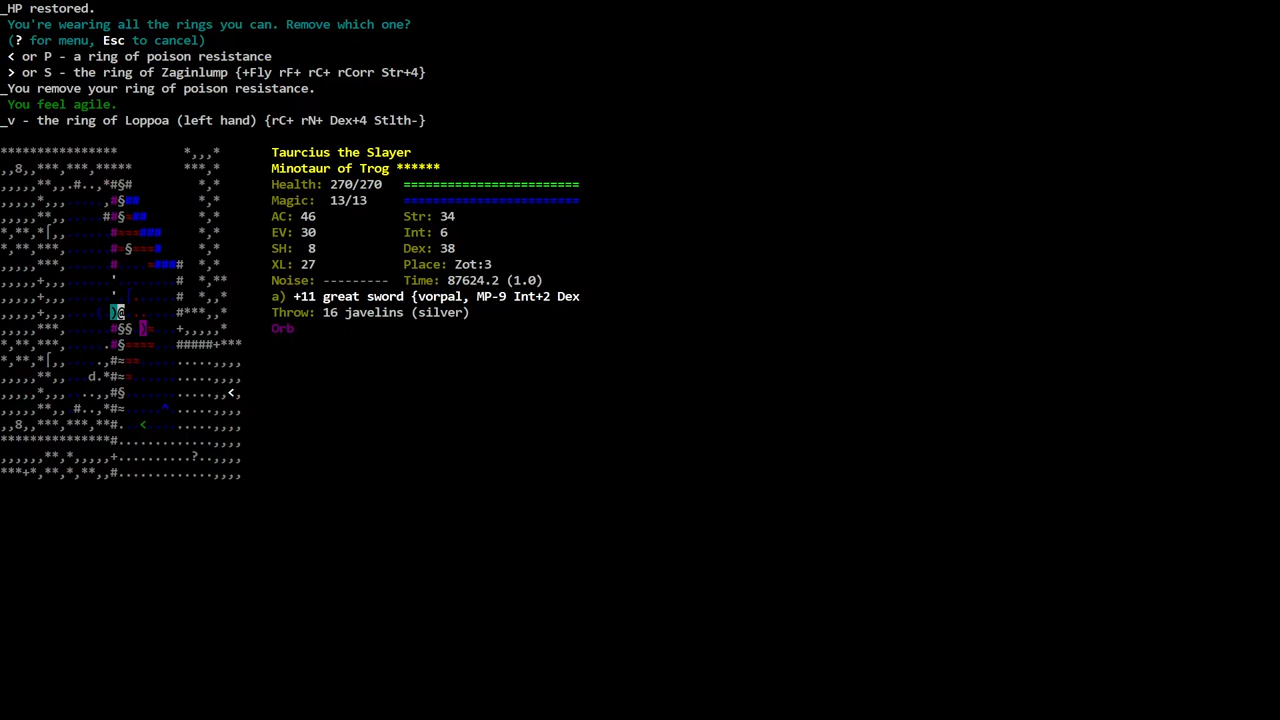 _HP restored.
You're wearing all the rings you can. Remove which one?
(? for menu, Esc to cancel)
< or P - a ring of poison resistance
> or S - the ring of Zaginlump {+Fly rF+ rC+ rCorr Str+4}
_You remove your ring of poison resistance.
You feel agile.
_v - the ring of Loppoa (left hand) {rC+ rN+ Dex+4 Stlth-}
Taurcius the Slayer
Minotaur of Trog ******
Health: 270/270 ========================
Magic: 13/13 ========================
AC: 46 Str: 34
EV: 30 Int: 6
SH: 8 Dex: 38
XL: 27 Place: Zot:3
Noise: --------- Time: 87624.2 (1.0)
a) +11 great sword {vorpal, MP-9 Int+2 Dex
Throw: 16 javelins (silver)
Orb